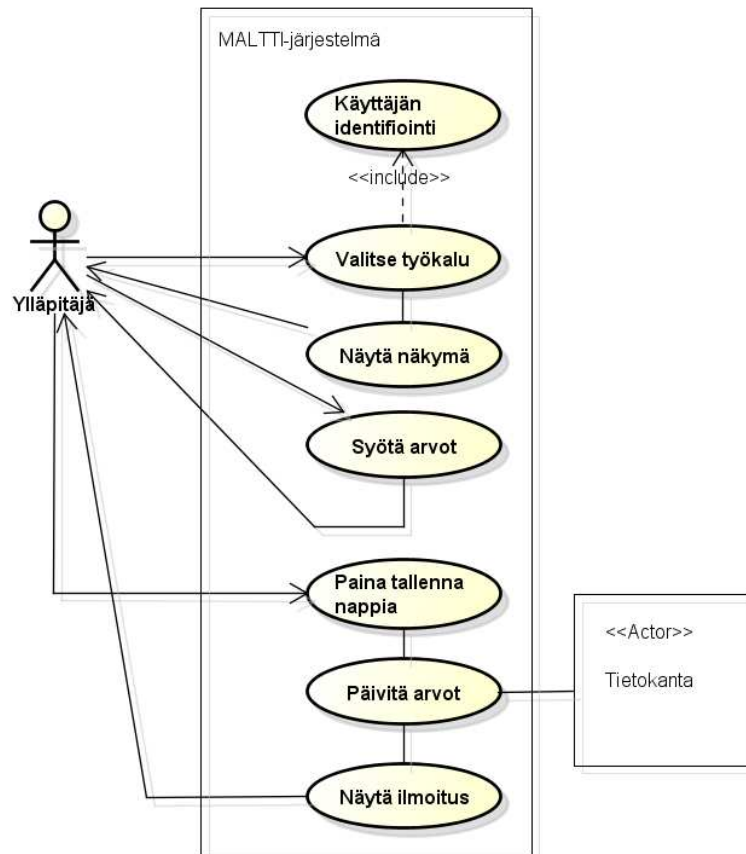 MALTTI-järjestelmä
Käyttäjän
identifiointi
<<include>>
Valitse työkalu
Ylläpitäjä
Näytä näkymä
Syötä arvot
Paina tallenna
nappia
<<Actor>>
Tietokanta
Päivitä arvot
Näytä ilmoitus